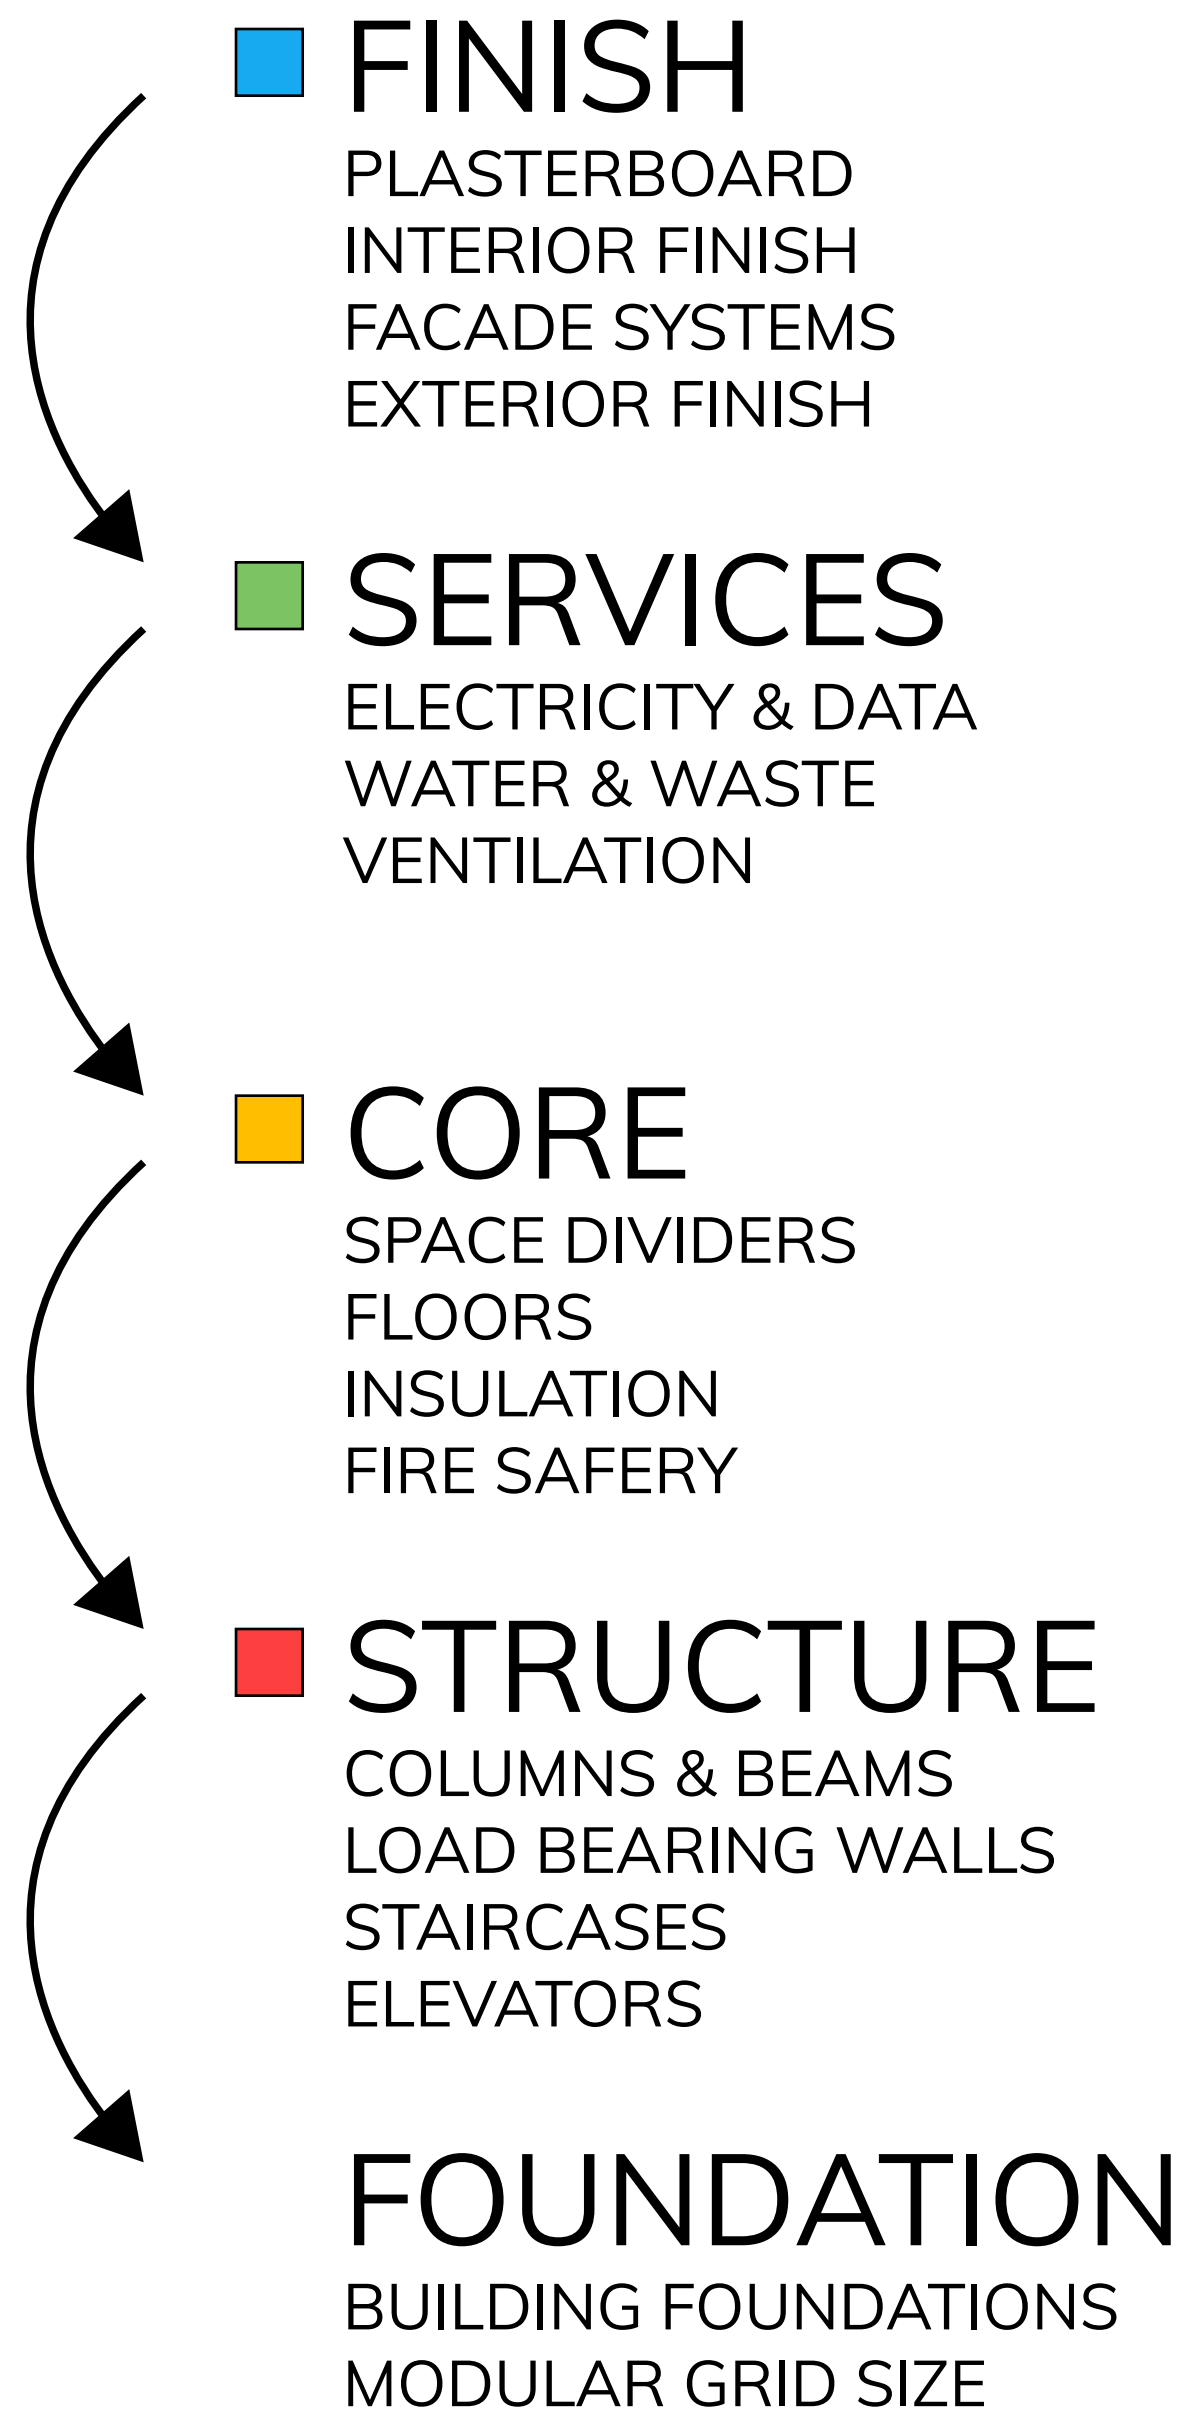 FINISH
PLASTERBOARD
INTERIOR FINISH
FACADE SYSTEMS
EXTERIOR FINISH
SERVICES
ELECTRICITY & DATA
WATER & WASTE
VENTILATION
CORE
SPACE DIVIDERS
FLOORS
INSULATION
FIRE SAFERY
STRUCTURE
COLUMNS & BEAMS
LOAD BEARING WALLS
STAIRCASES
ELEVATORS
FOUNDATION
BUILDING FOUNDATIONS
MODULAR GRID SIZE